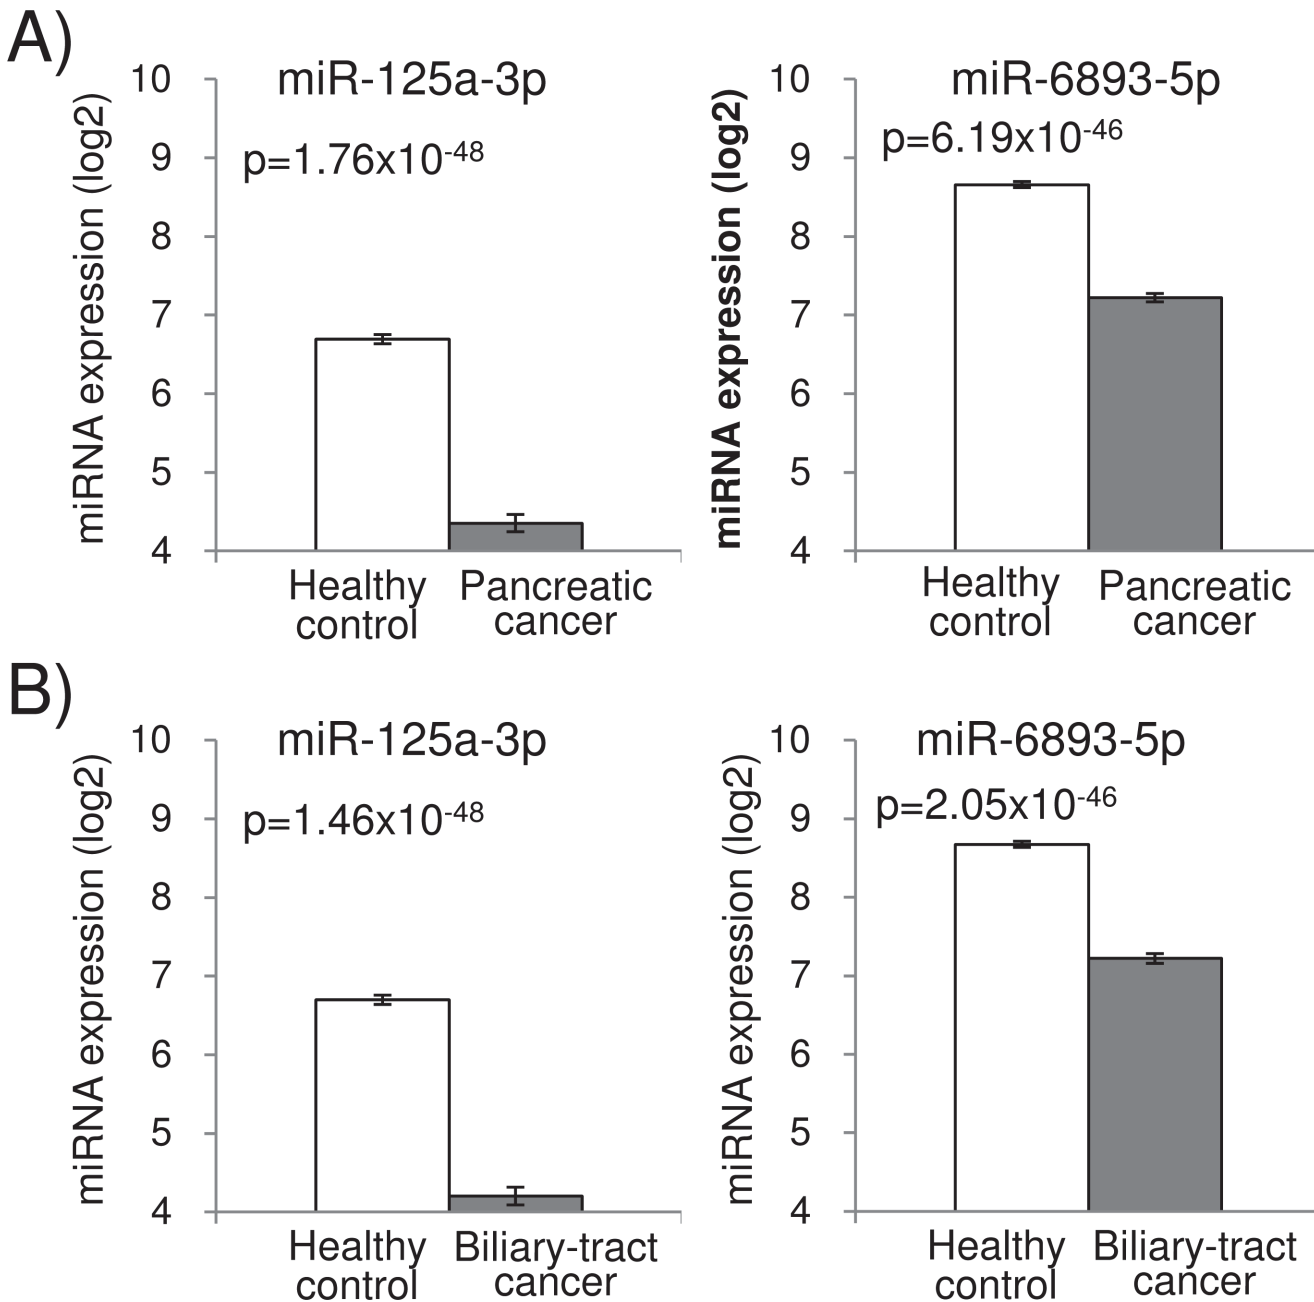 A)
miR-125a-3p
p=1.76x10-48
miRNA expression (log2)
10
9
8
7
6
5
4
Healthy
control
Pancreatic
cancer
miR-6893-5p
p=6.19x10-46
miRNA expression (log2)
10
9
8
7
6
5
4
Healthy
control
Pancreatic
cancer
B)
miR-125a-3p
p=1.46x10-48
miRNA expression (log2)
10
9
8
7
6
5
4
Healthy
control
Biliary-tract
cancer
miR-6893-5p
p=2.05x10-46
miRNA expression (log2)
10
9
8
7
6
5
4
Healthy
control
Biliary-tract
cancer